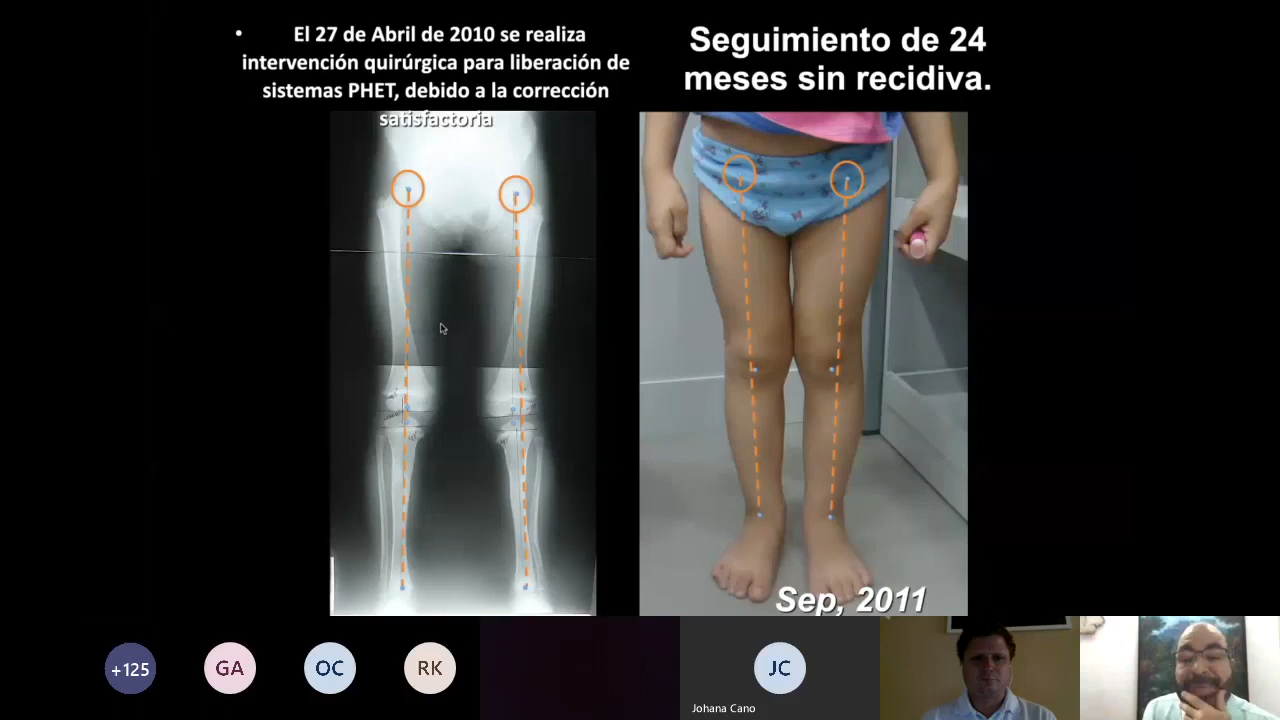 • El 27 de Abril de 2010 se realiza
intervención quirúrgica para liberación de
sistemas PHET, debido a la corrección
satisfactoria
Seguimiento de 24
meses sin recidiva.
Sep, 2011
+125
GA
OC
RK
JC
Johana Cano